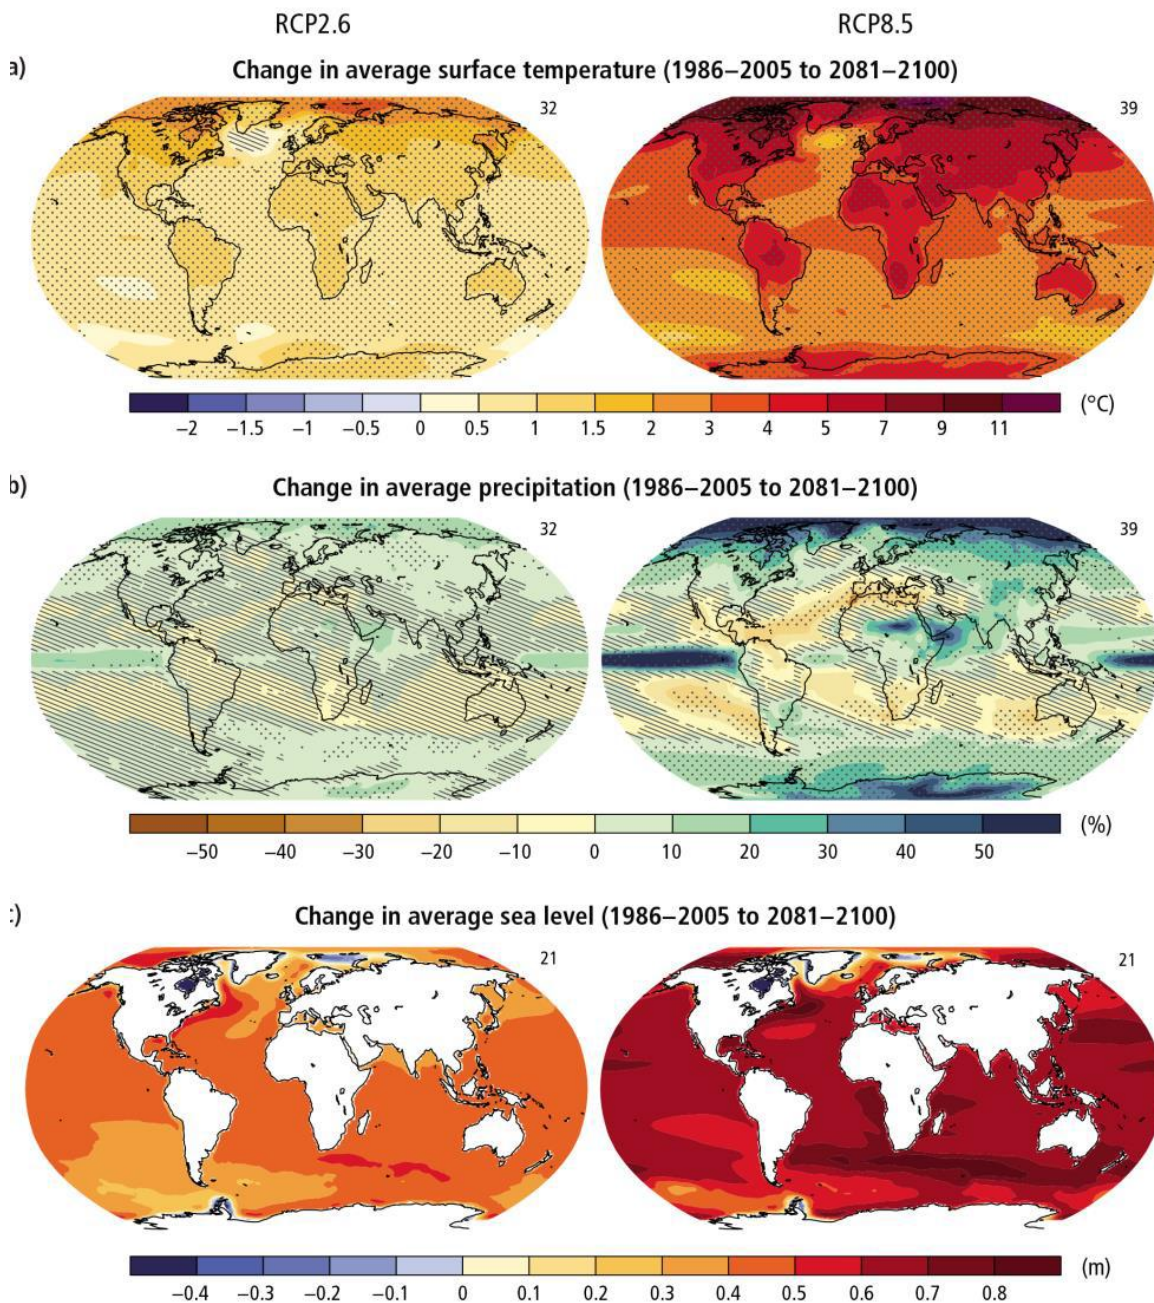 RCP2.6 RCP8.5
a) Change in average surface temperature (1986–2005 to 2081–2100)
32 39
−2 −1.5 −1 −0.5 0 0.5 1 1.5 2 3 4 5 7 9 11 (°C)
b) Change in average precipitation (1986–2005 to 2081–2100)
32 39
−50 −40 −30 −20 −10 0 10 20 30 40 50 (%)
c) Change in average sea level (1986–2005 to 2081–2100)
21 21
−0.4 −0.3 −0.2 −0.1 0 0.1 0.2 0.3 0.4 0.5 0.6 0.7 0.8 (m)